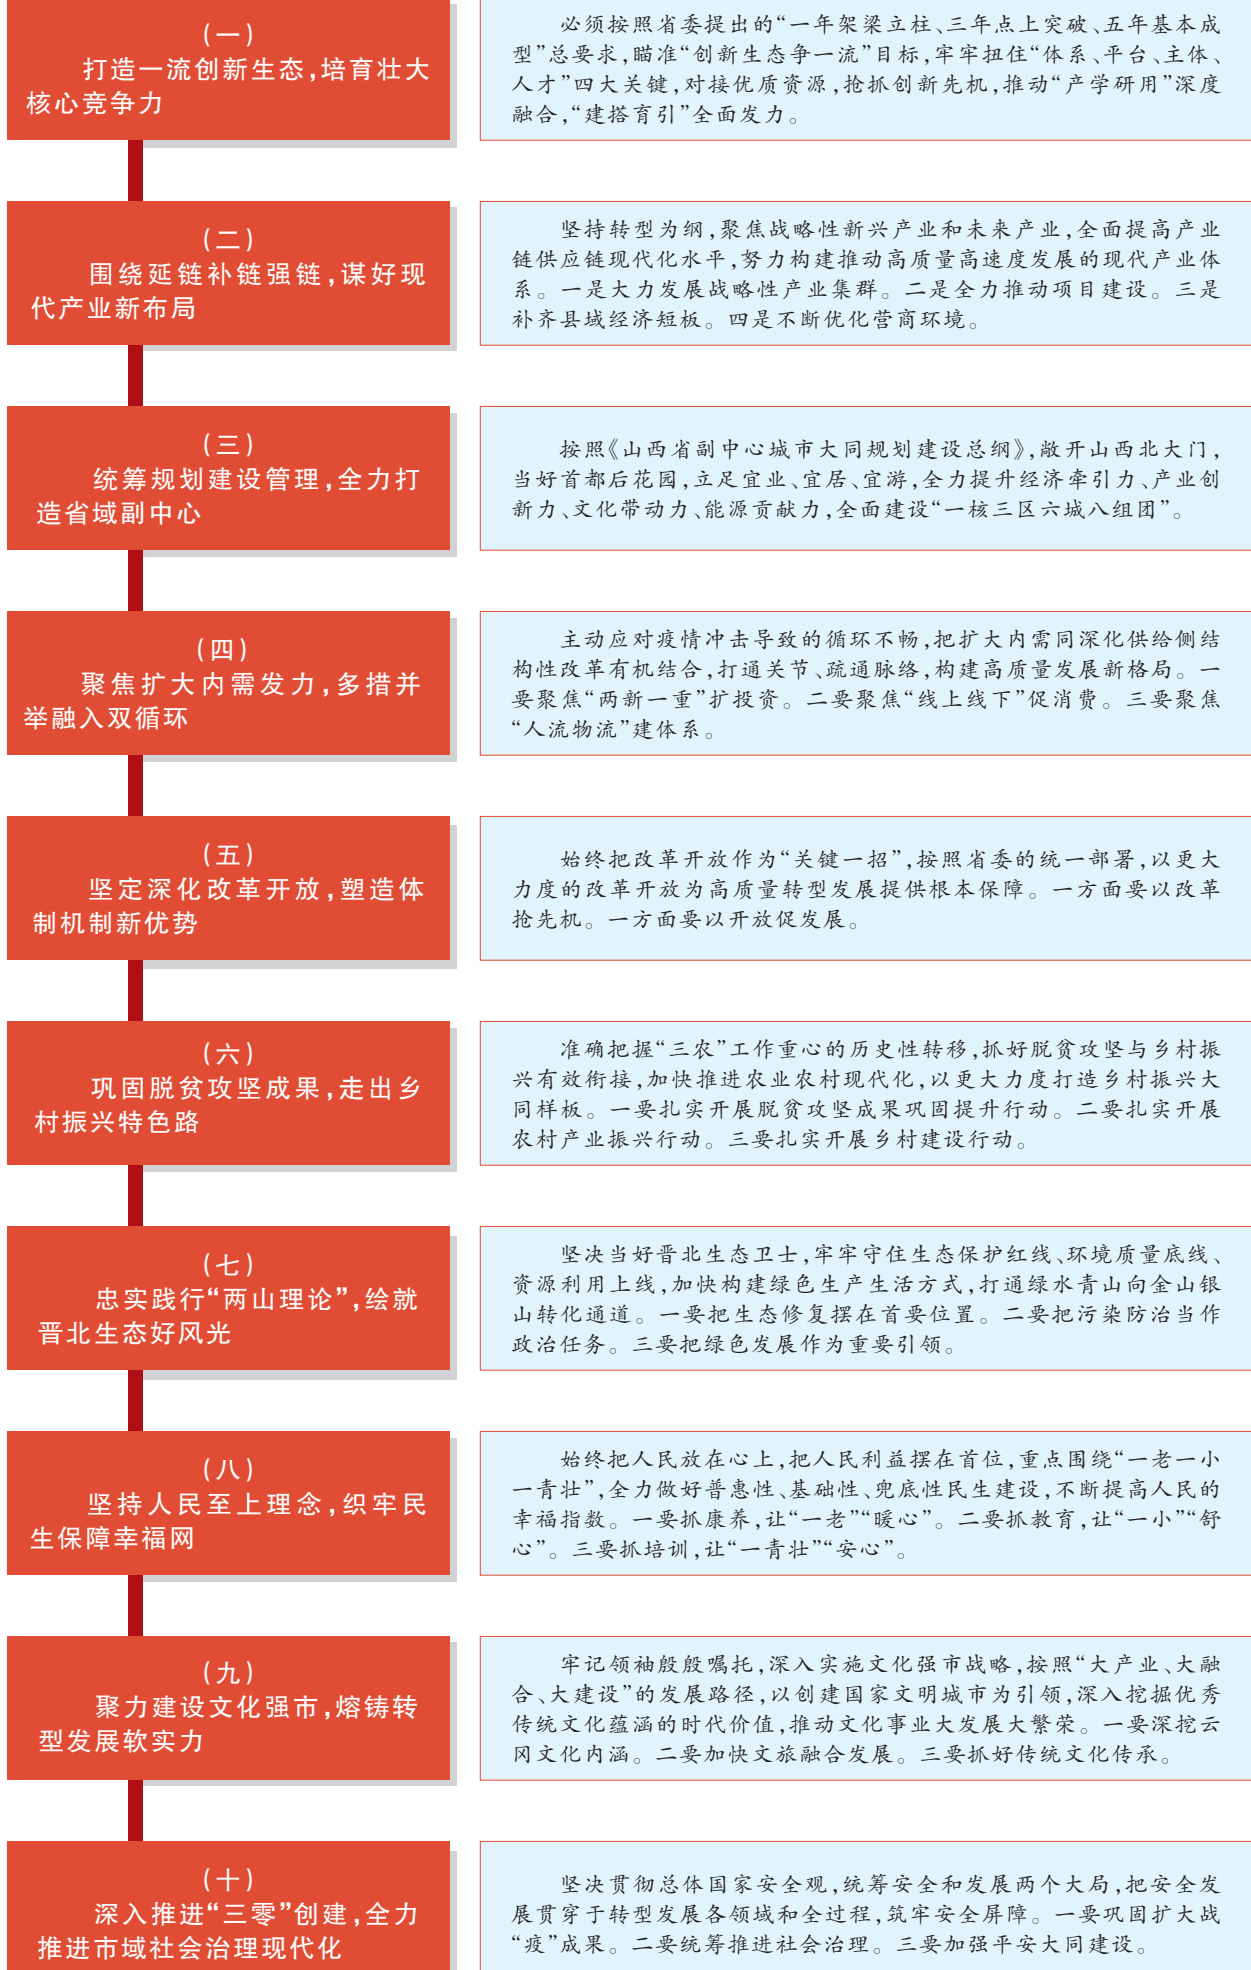 (一)
打造一流创新生态,培育壮大
核心竞争力
必须按照省委提出的“一年架梁立柱、三年点上突破、五年基本成
型”总要求,瞄准“创新生态争一流”目标,牢牢扭住“体系、平台、主体、
人才”四大关键,对接优质资源,抢抓创新先机,推动“产学研用”深度
融合,“建搭育引”全面发力。
(二)
围绕延链补链强链,谋好现
代产业新布局
坚持转型为纲,聚焦战略性新兴产业和未来产业,全面提高产业
链供应链现代化水平,努力构建推动高质量高速度发展的现代产业体
系。一是大力发展战略性产业集群。二是全力推动项目建设。三是
补齐县域经济短板。四是不断优化营商环境。
(三)
统筹规划建设管理,全力打
造省域副中心
按照《山西省副中心城市大同规划建设总纲》,敞开山西北大门,
当好首都后花园,立足宜业、宜居、宜游,全力提升经济牵引力、产业创
新力、文化带动力、能源贡献力,全面建设“一核三区六城八组团”。
(四)
聚焦扩大内需发力,多措并
举融入双循环
主动应对疫情冲击导致的循环不畅,把扩大内需同深化供给侧结
构性改革有机结合,打通关节、疏通脉络,构建高质量发展新格局。一
要聚焦“两新一重”扩投资。二要聚焦“线上线下”促消费。三要聚焦
“人流物流”建体系。
(五)
坚定深化改革开放,塑造体
制机制新优势
始终把改革开放作为“关键一招”,按照省委的统一部署,以更大
力度的改革开放为高质量转型发展提供根本保障。一方面要以改革
抢先机。一方面要以开放促发展。
(六)
巩固脱贫攻坚成果,走出乡
村振兴特色路
准确把握“三农”工作重心的历史性转移,抓好脱贫攻坚与乡村振
兴有效衔接,加快推进农业农村现代化,以更大力度打造乡村振兴大
同样板。一要扎实开展脱贫攻坚成果巩固提升行动。二要扎实开展
农村产业振兴行动。三要扎实开展乡村建设行动。
(七)
忠实践行“两山理论”,绘就
晋北生态好风光
坚决当好晋北生态卫士,牢牢守住生态保护红线、环境质量底线、
资源利用上线,加快构建绿色生产生活方式,打通绿水青山向金山银
山转化通道。一要把生态修复摆在首要位置。二要把污染防治当作
政治任务。三要把绿色发展作为重要引领。
(八)
坚持人民至上理念,织牢民
生保障幸福网
始终把人民放在心上,把人民利益摆在首位,重点围绕“一老一小
一青壮”,全力做好普惠性、基础性、兜底性民生建设,不断提高人民的
幸福指数。一要抓康养,让“一老”“暖心”。二要抓教育,让“一小”“舒
心”。三要抓培训,让“一青壮”“安心”。
(九)
聚力建设文化强市,熔铸转
型发展软实力
牢记领袖殷殷嘱托,深入实施文化强市战略,按照“大产业、大融
合、大建设”的发展路径,以创建国家文明城市为引领,深入挖掘优秀
传统文化蕴涵的时代价值,推动文化事业大发展大繁荣。一要深挖云
冈文化内涵。二要加快文旅融合发展。三要抓好传统文化传承。
(十)
深入推进“三零”创建,全力
推进市域社会治理现代化
坚决贯彻总体国家安全观,统筹安全和发展两个大局,把安全发
展贯穿于转型发展各领域和全过程,筑牢安全屏障。一要巩固扩大战
“疫”成果。二要统筹推进社会治理。三要加强平安大同建设。